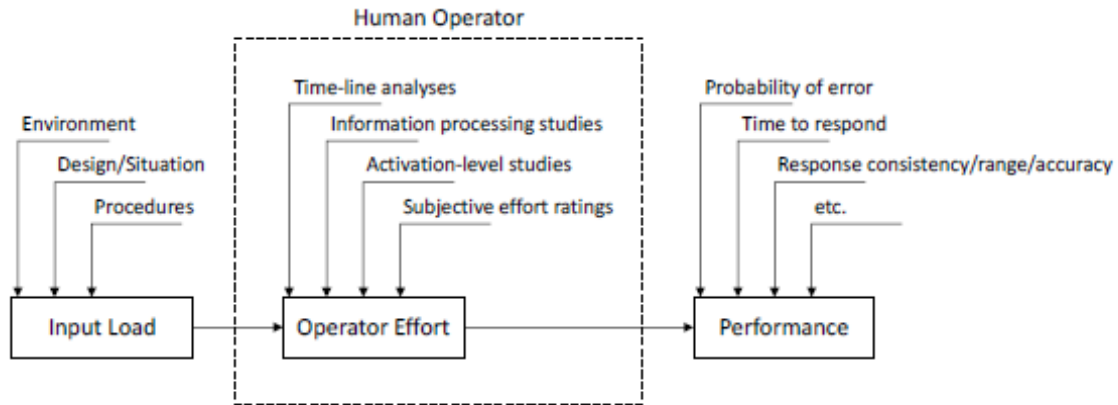 Human Operator
Time-line analyses
Probability of error
Environment
Information processing studies
Time to respond
Design/Situation
Activation-level studies
Response consistency/range/accuracy
Procedures
Subjective effort ratings
etc.
Input Load
Operator Effort
Performance